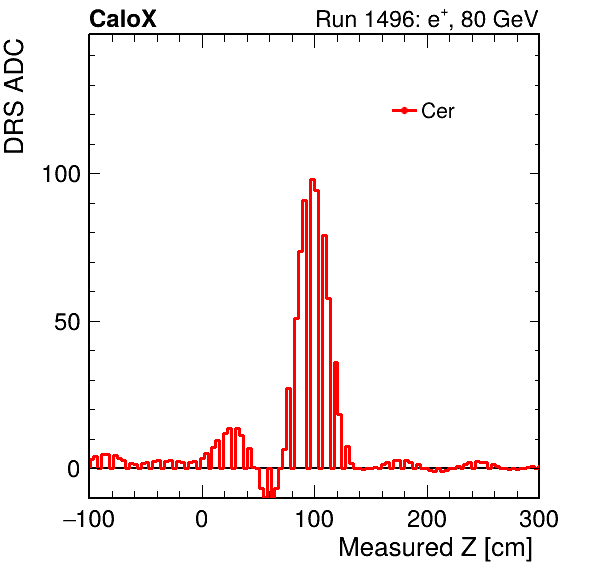 CaloX Run 1496: e⁺, 80 GeV
DRS ADC
Cer
100
50
0
−100 0 100 200 300
Measured Z [cm]